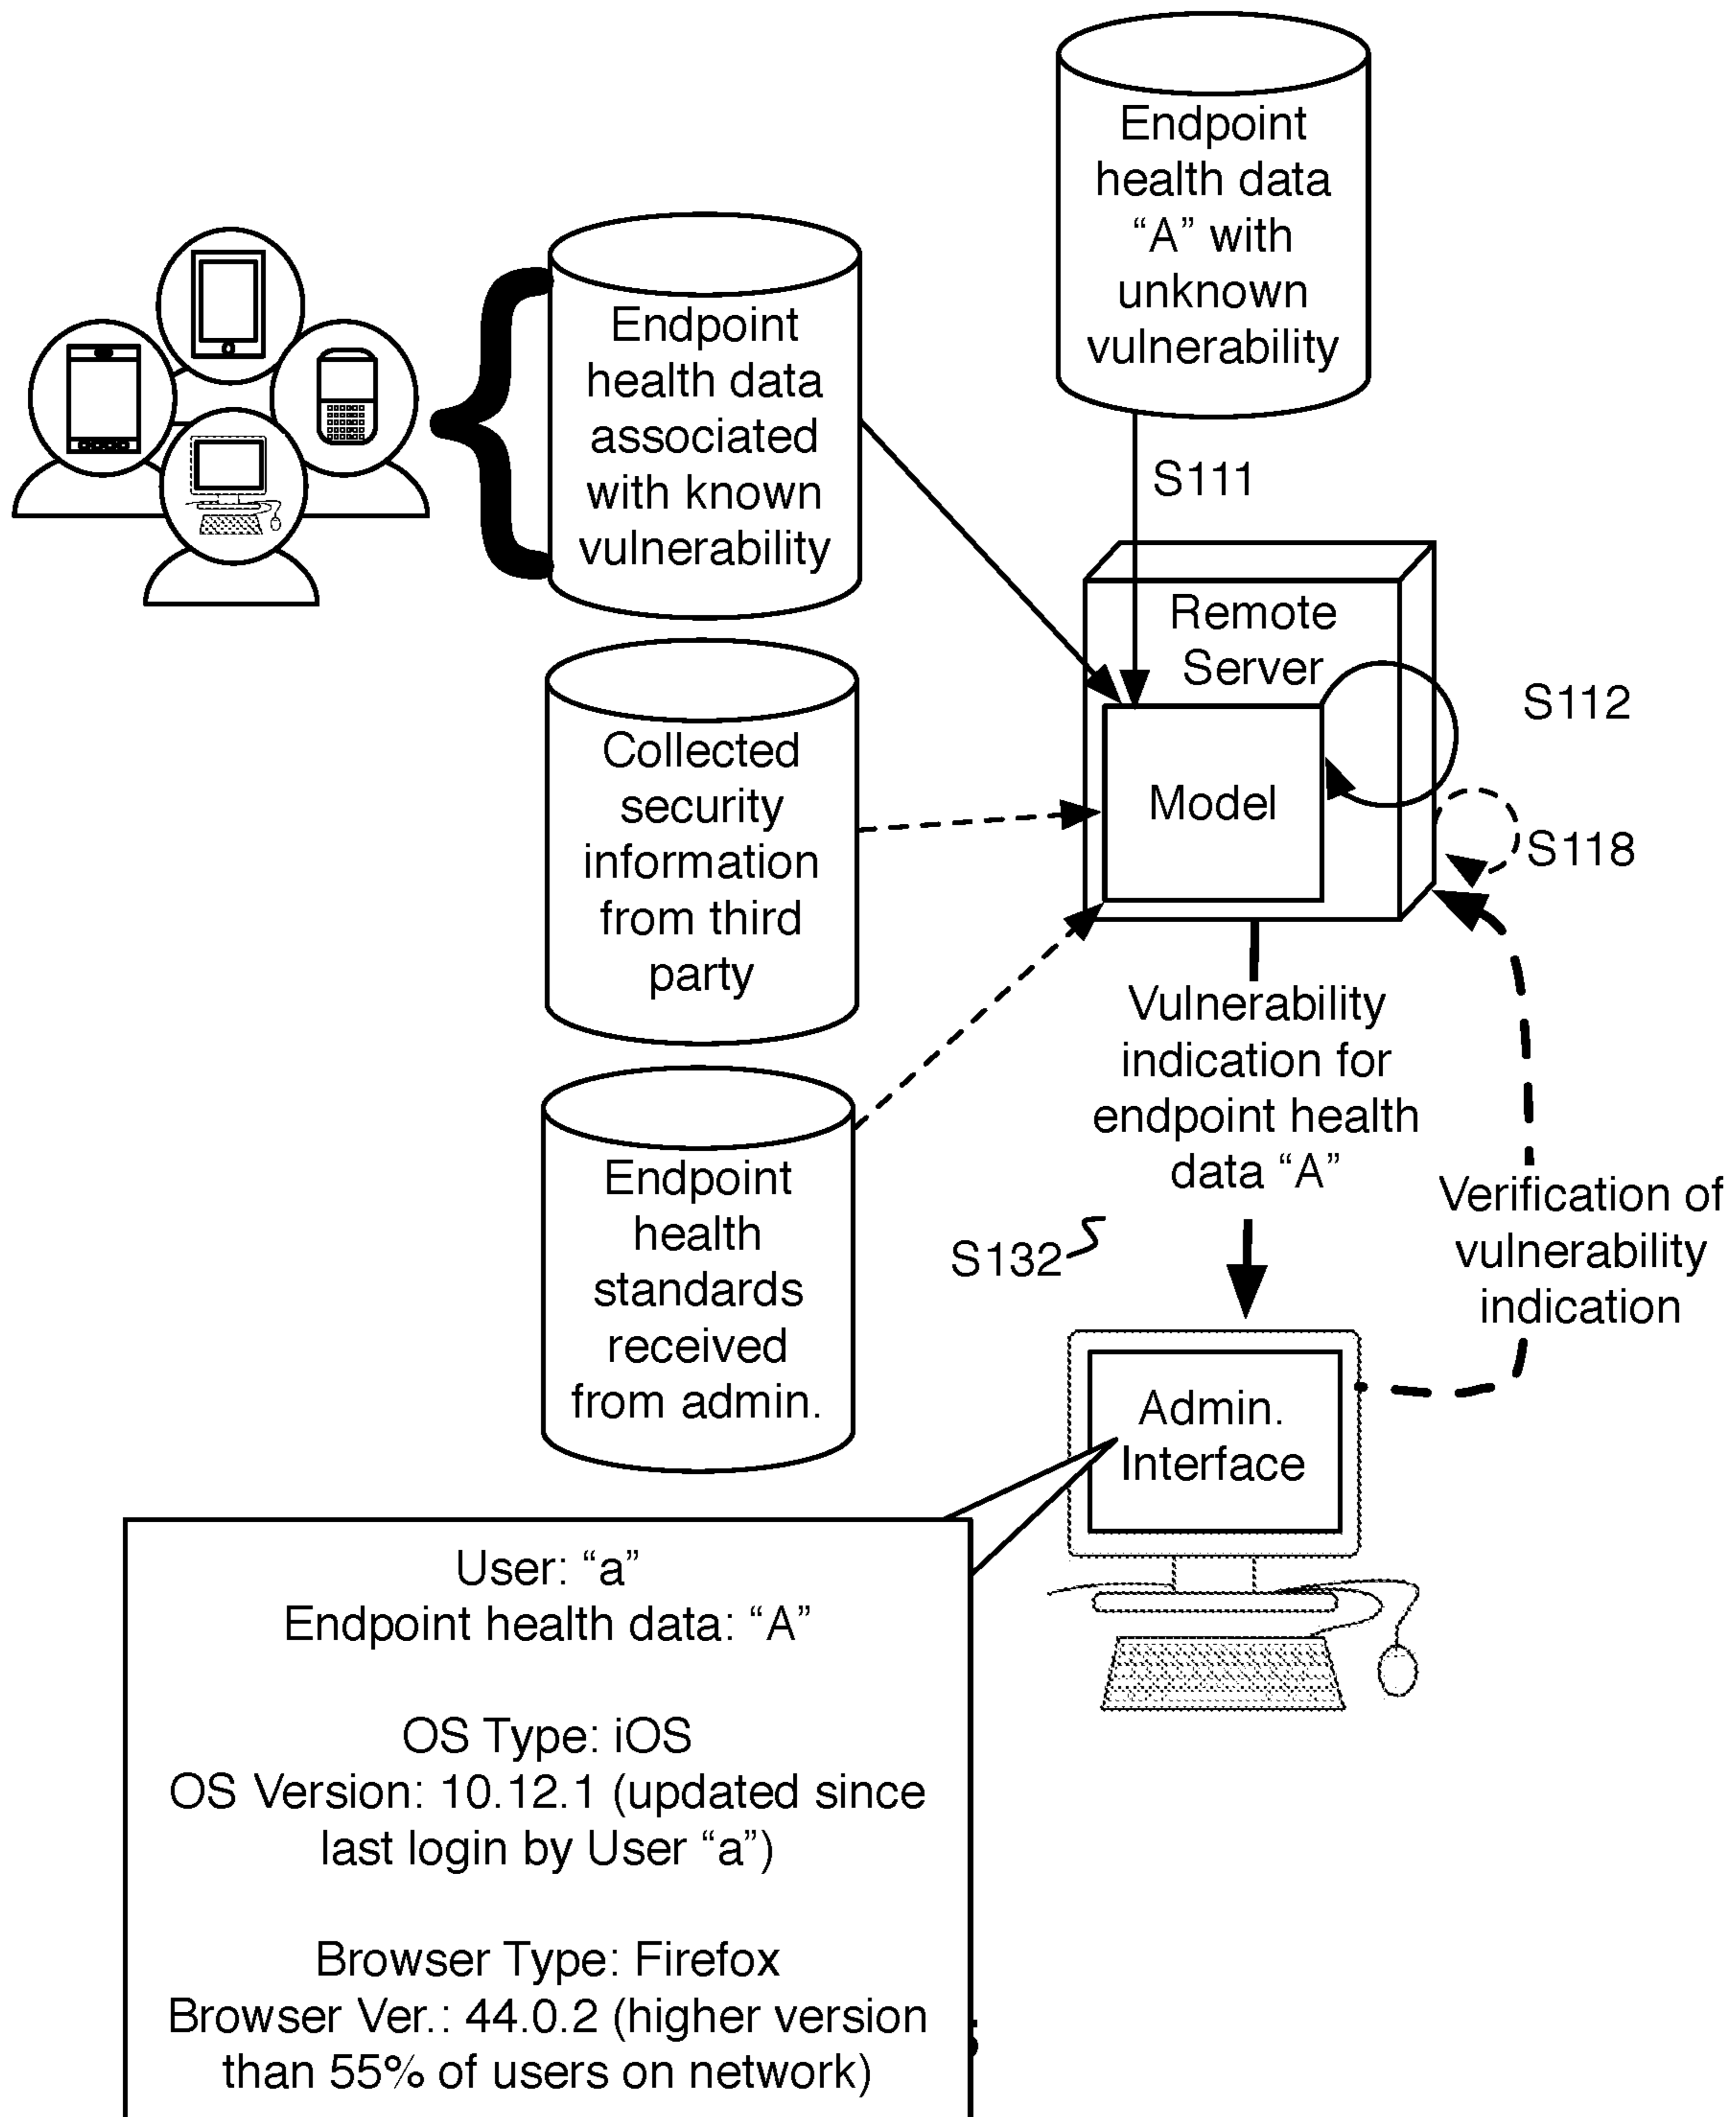 Endpoint
health data
“A” with
unknown
vulnerability
Endpoint
health data
associated
with known
vulnerability
S111
Remote
Server
S112
Model
S118
Collected
security
information
from third
party
Vulnerability
indication for
endpoint health
data “A”
Endpoint
health
standards
received
from admin.
S132
Verification of
vulnerability
indication
Admin.
Interface
User: “a”
Endpoint health data: “A”
OS Type: iOS
OS Version: 10.12.1 (updated since
last login by User “a”)
Browser Type: Firefox
Browser Ver.: 44.0.2 (higher version
than 55% of users on network)